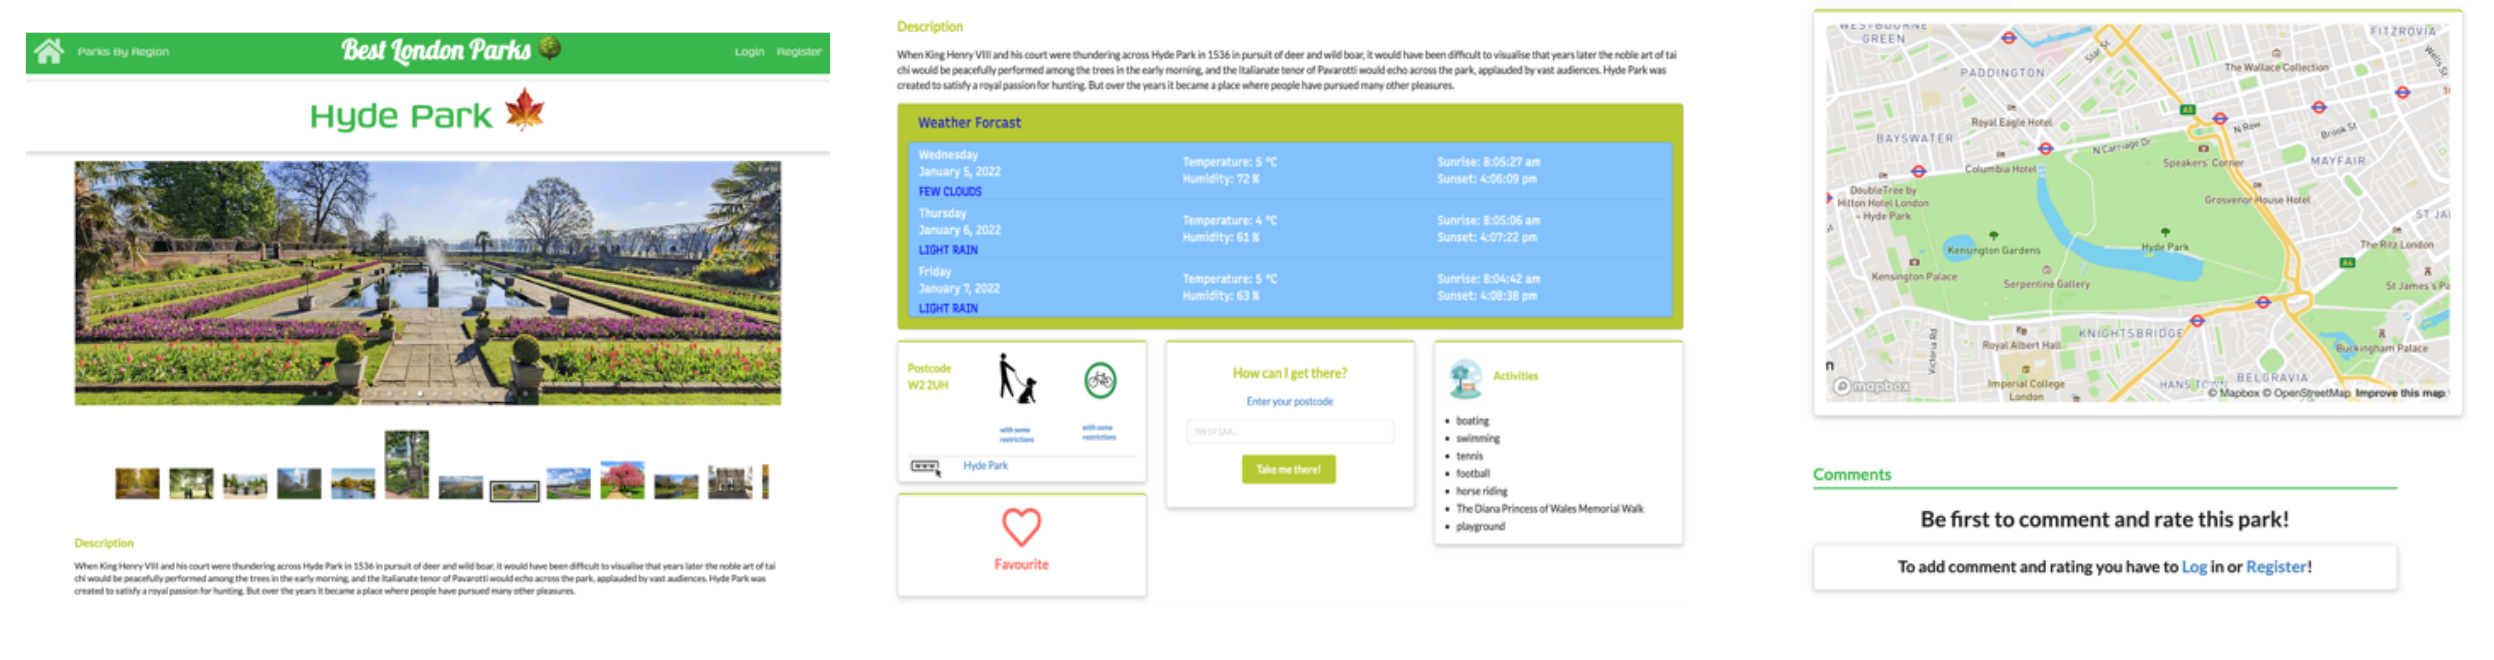 Parks By Region
Best London Parks
Login Register
Hyde Park
Description
When King Henry VIII and his court were thundering across Hyde Park in 1536 in pursuit of deer and wild boar, it would have been difficult to visualise that years later the noble art of tai
chi would be peacefully performed among the trees in the early morning, and the Italianate tenor of Pavarotti would echo across the park, applauded by vast audiences. Hyde Park was
created to satisfy a royal passion for hunting. But over the years it became a place where people have pursued many other pleasures.
Description
When King Henry VIII and his court were thundering across Hyde Park in 1536 in pursuit of deer and wild boar, it would have been difficult to visualise that years later the noble art of tai
chi would be peacefully performed among the trees in the early morning, and the Italianate tenor of Pavarotti would echo across the park, applauded by vast audiences. Hyde Park was
created to satisfy a royal passion for hunting. But over the years it became a place where people have pursued many other pleasures.
Weather Forcast
Wednesday
January 5, 2022
FEW CLOUDS
Temperature: 5 °C
Humidity: 72 %
Sunrise: 8:05:27 am
Sunset: 4:06:09 pm
Thursday
January 6, 2022
LIGHT RAIN
Temperature: 4 °C
Humidity: 61 %
Sunrise: 8:05:06 am
Sunset: 4:07:22 pm
Friday
January 7, 2022
LIGHT RAIN
Temperature: 5 °C
Humidity: 63 %
Sunrise: 8:04:42 am
Sunset: 4:08:38 pm
Postcode
W2 2UH
with some
restrictions
with some
restrictions
www
Hyde Park
Favourite
How can I get there?
Enter your postcode
SW19 1AA...
Take me there!
Activities
boating
swimming
tennis
football
horse riding
The Diana Princess of Wales Memorial Walk
playground
WESTBOURNE
GREEN
FITZROVIA
Star St
Wells St
PADDINGTON
The Wallace Collection
A5
Royal Eagle Hotel
N Row
Brook St
BAYSWATER
N Carriage Dr
Speakers' Corner
MAYFAIR
Columbia Hotel
DoubleTree by
Hilton Hotel London
- Hyde Park
Grosvenor House Hotel
ST JA
Kensington Gardens
Hyde Park
The Ritz London
A4
Kensington Palace
Serpentine Gallery
St James's Pa
KNIGHTSBRIDGE
Victoria Rd
Royal Albert Hall
Buckingham Palace
Imperial College
London
HANS TOWN
BELGRAVIA
mapbox
© Mapbox © OpenStreetMap Improve this map
Comments
Be first to comment and rate this park!
To add comment and rating you have to Log in or Register!